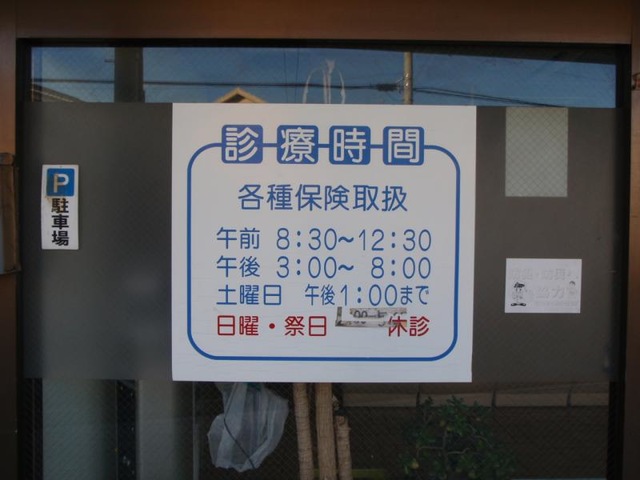 診療時間
各種保険取扱
午前 8:30～12:30
午後 3:00～ 8:00
土曜日 午後1:00まで
日曜・祭日 休診
P
駐車場